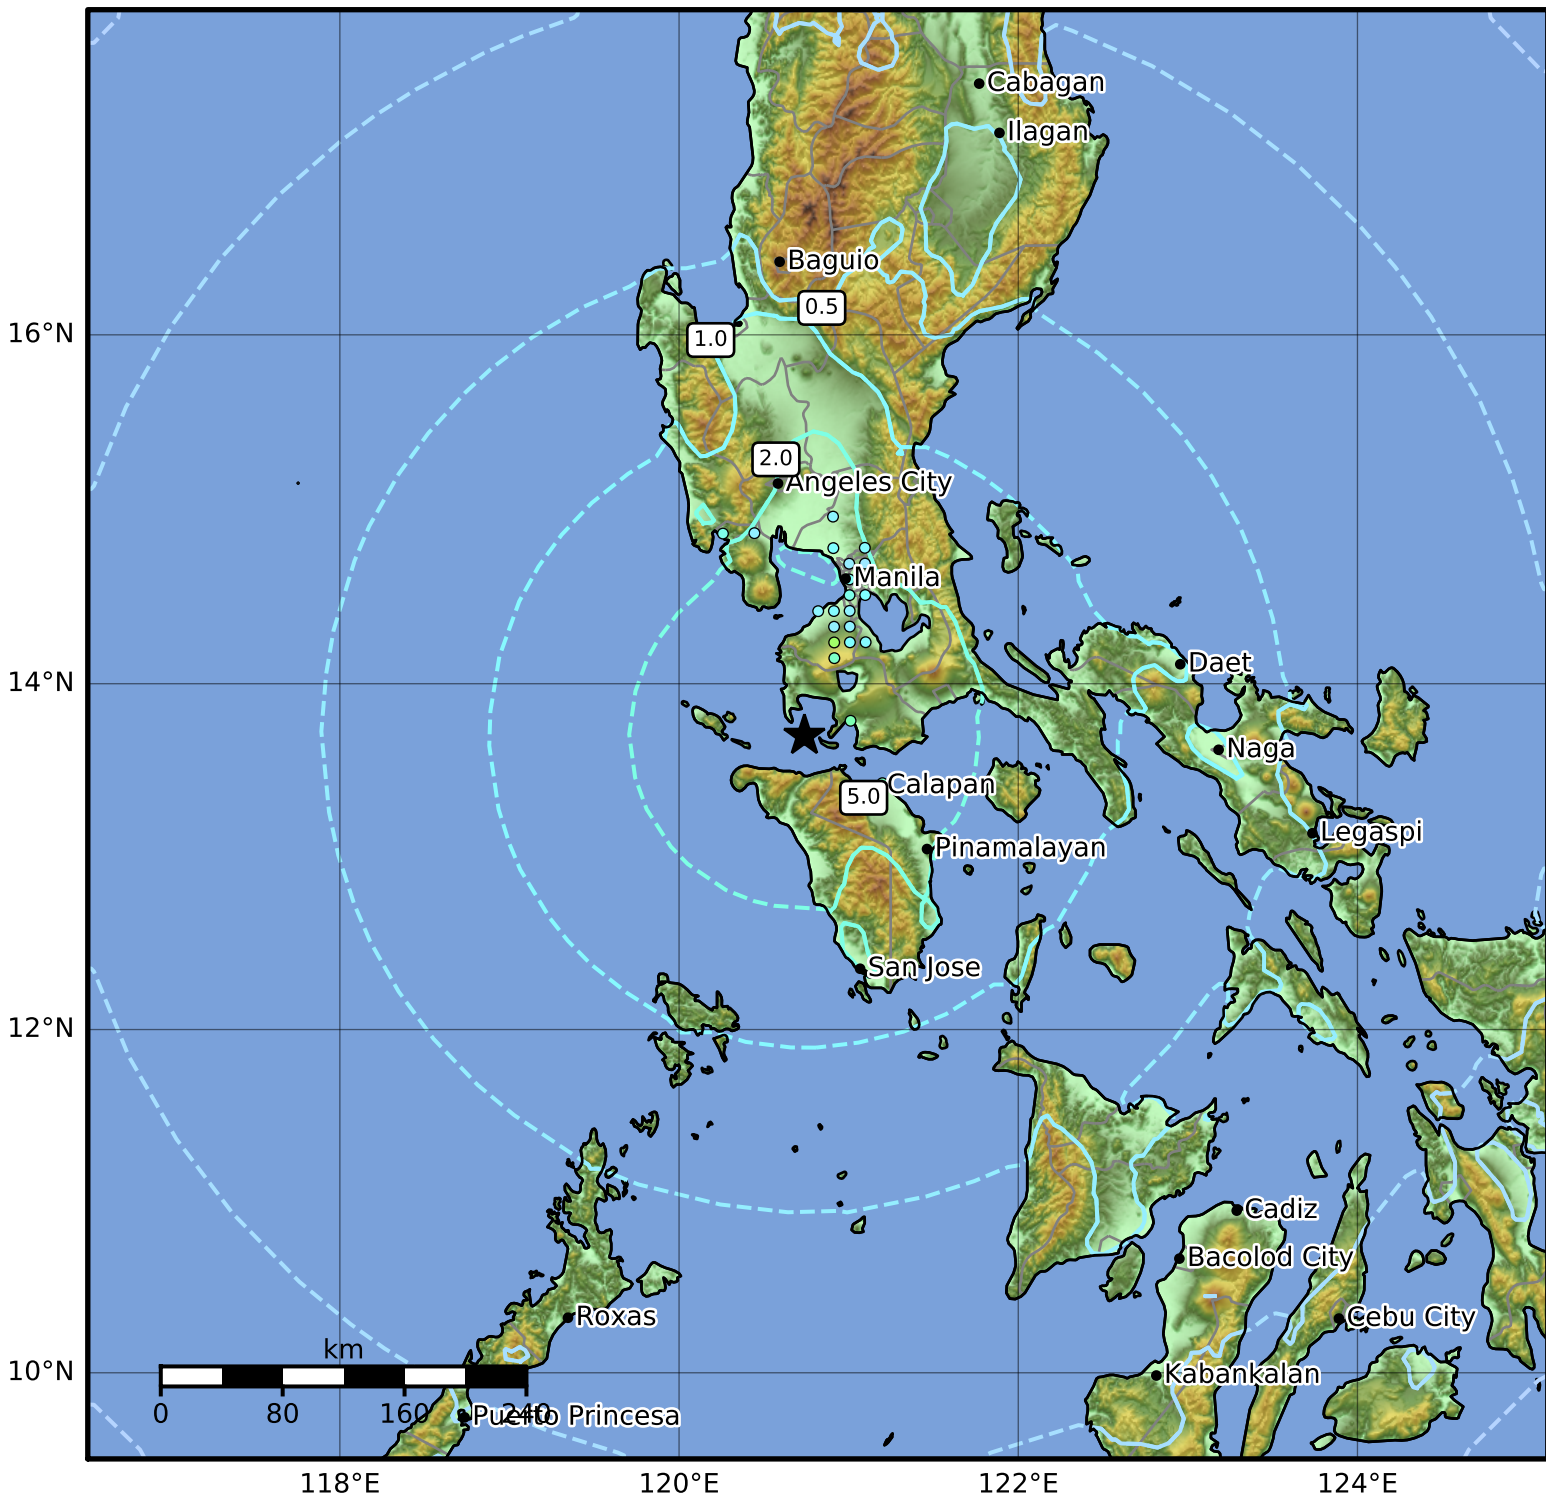 Cabagan
Ilagan
Baguio
0.5
16°N
1.0
2.0
Angeles City
Manila
Daet
14°N
Naga
Calapan
5.0
Legaspi
Pinamalayan
San Jose
12°N
Cadiz
Bacolod City
Roxas
Cebu City
km
10°N
Kabankalan
0 80 160 240
Puerto Princesa
118°E 120°E 122°E 124°E